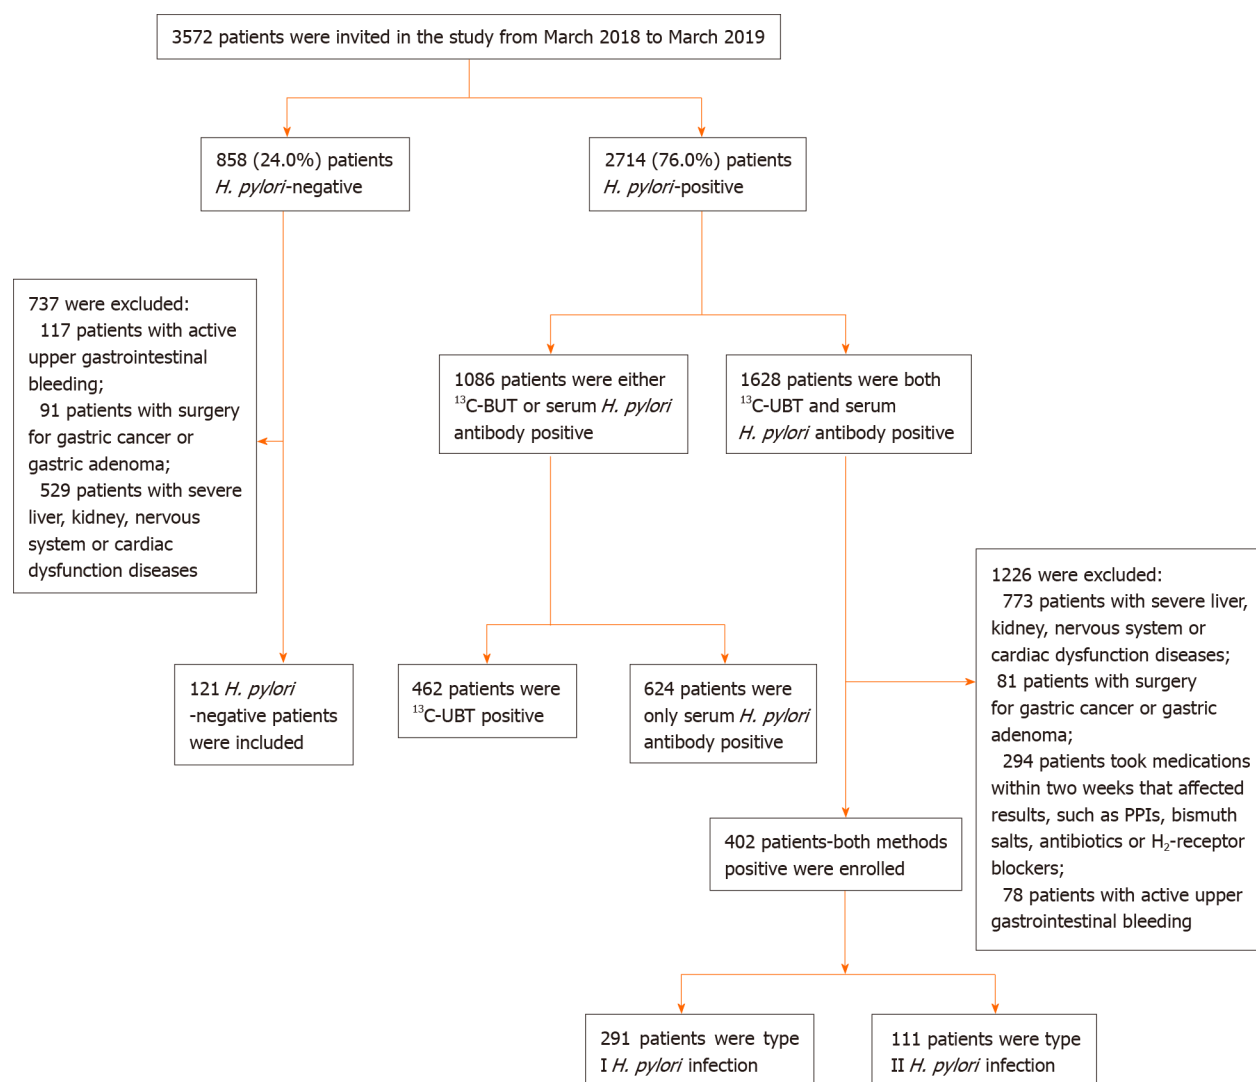 3572 patients were invited in the study from March 2018 to March 2019
858 (24.0%) patients
H. pylori-negative
2714 (76.0%) patients
H. pylori-positive
737 were excluded:
117 patients with active
upper gastrointestinal
bleeding;
91 patients with surgery
for gastric cancer or
gastric adenoma;
529 patients with severe
liver, kidney, nervous
system or cardiac
dysfunction diseases
1086 patients were either
¹³C-BUT or serum H. pylori
antibody positive
1628 patients were both
¹³C-UBT and serum
H. pylori antibody positive
1226 were excluded:
773 patients with severe liver,
kidney, nervous system or
cardiac dysfunction diseases;
81 patients with surgery
for gastric cancer or gastric
adenoma;
294 patients took medications
within two weeks that affected
results, such as PPIs, bismuth
salts, antibiotics or H₂-receptor
blockers;
78 patients with active upper
gastrointestinal bleeding
121 H. pylori
-negative patients
were included
462 patients were
¹³C-UBT positive
624 patients were
only serum H. pylori
antibody positive
402 patients-both methods
positive were enrolled
291 patients were type
I H. pylori infection
111 patients were type
II H. pylori infection